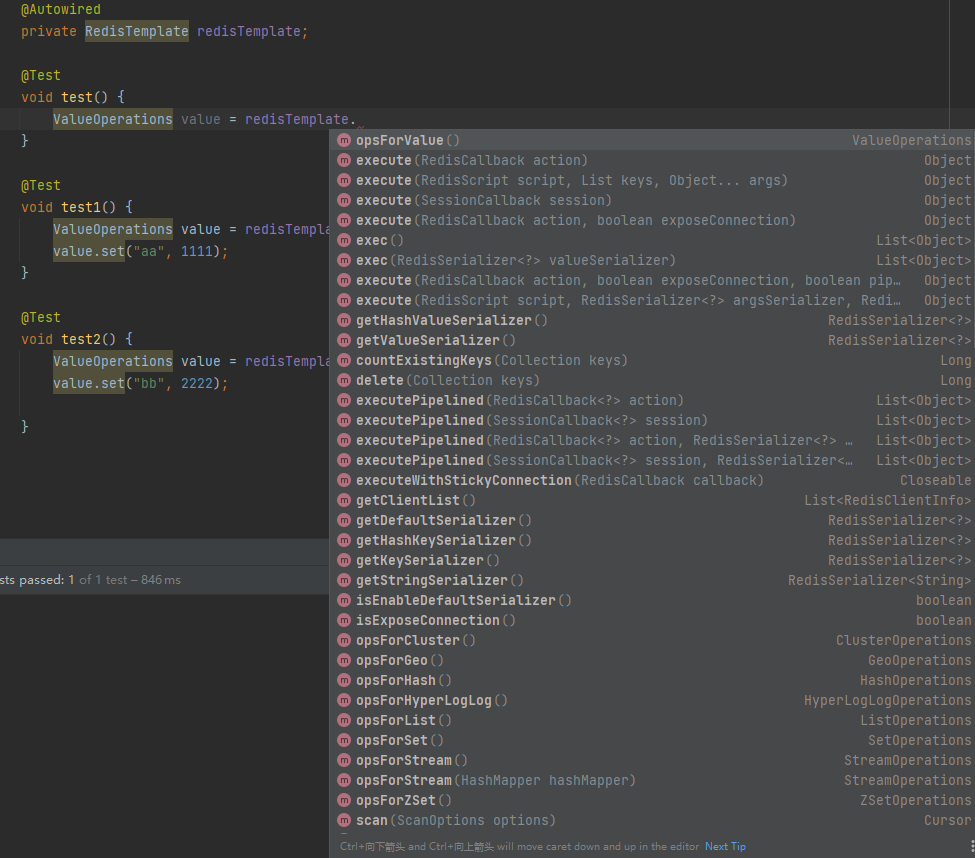 @Autowired
private RedisTemplate redisTemplate;
@Test
void test() {
ValueOperations value = redisTemplate.
}
@Test
void test1() {
ValueOperations value = redisTempla
value.set("aa", 1111);
}
@Test
void test2() {
ValueOperations value = redisTempla
value.set("bb", 2222);
}
sts passed: 1 of 1 test – 846 ms
m opsForValue() ValueOperations
m execute(RedisCallback action) Object
m execute(RedisScript script, List keys, Object... args) Object
m execute(SessionCallback session) Object
m execute(RedisCallback action, boolean exposeConnection) Object
m exec() List<Object>
m exec(RedisSerializer<?> valueSerializer) List<Object>
m execute(RedisCallback action, boolean exposeConnection, boolean pip… Object
m execute(RedisScript script, RedisSerializer<?> argsSerializer, Redi… Object
m getHashValueSerializer() RedisSerializer<?>
m getValueSerializer() RedisSerializer<?>
m countExistingKeys(Collection keys) Long
m delete(Collection keys) Long
m executePipelined(RedisCallback<?> action) List<Object>
m executePipelined(SessionCallback<?> session) List<Object>
m executePipelined(RedisCallback<?> action, RedisSerializer<?> … List<Object>
m executePipelined(SessionCallback<?> session, RedisSerializer<… List<Object>
m executeWithStickyConnection(RedisCallback callback) Closeable
m getClientList() List<RedisClientInfo>
m getDefaultSerializer() RedisSerializer<?>
m getHashKeySerializer() RedisSerializer<?>
m getKeySerializer() RedisSerializer<?>
m getStringSerializer() RedisSerializer<String>
m isEnableDefaultSerializer() boolean
m isExposeConnection() boolean
m opsForCluster() ClusterOperations
m opsForGeo() GeoOperations
m opsForHash() HashOperations
m opsForHyperLogLog() HyperLogLogOperations
m opsForList() ListOperations
m opsForSet() SetOperations
m opsForStream() StreamOperations
m opsForStream(HashMapper hashMapper) StreamOperations
m opsForZSet() ZSetOperations
m scan(ScanOptions options) Cursor
Ctrl+向下箭头 and Ctrl+向上箭头 will move caret down and up in the editor Next Tip